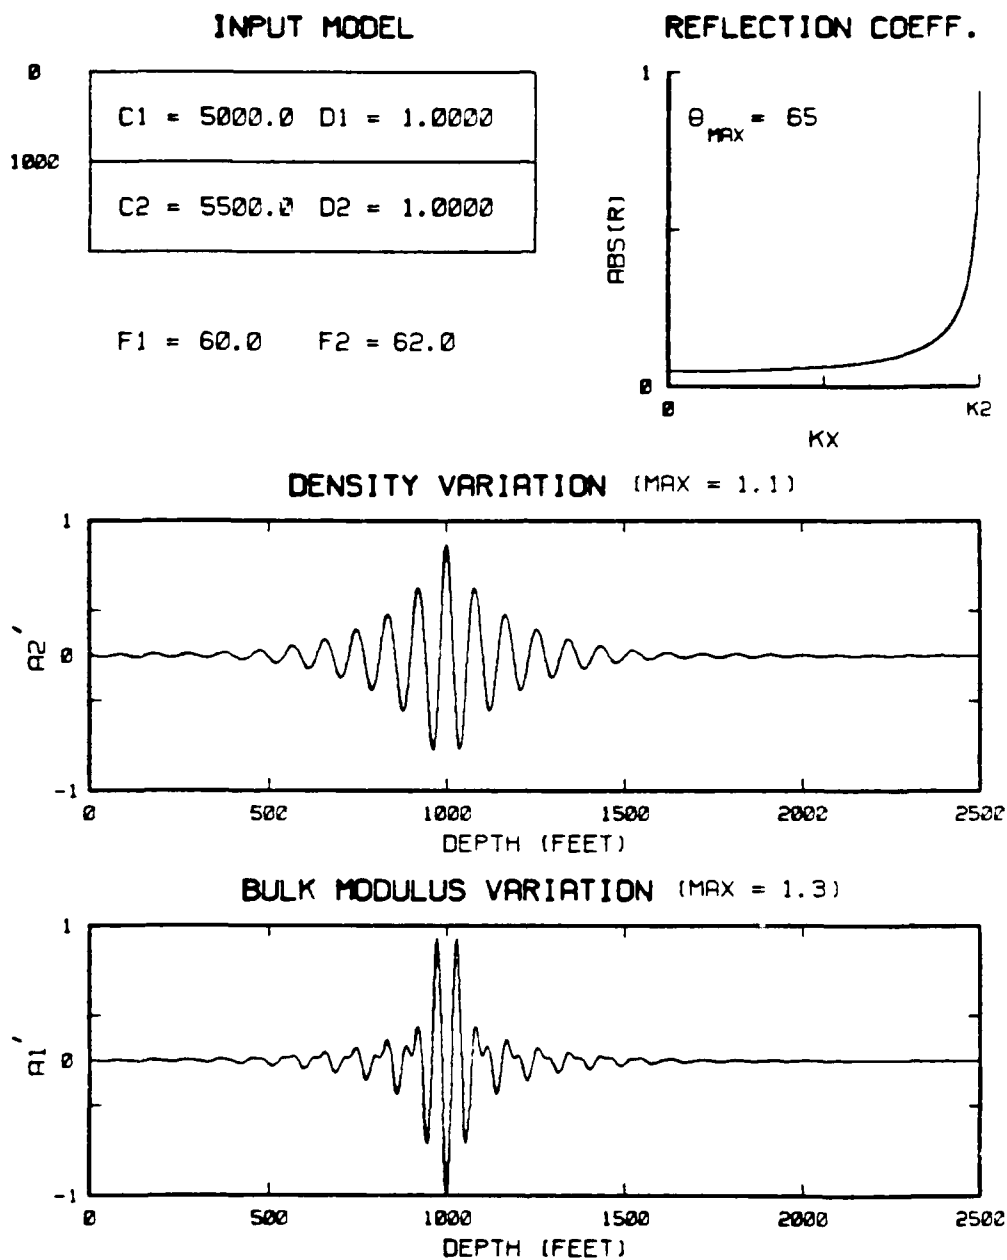 INPUT MODEL
0
C1 = 5000.0 D1 = 1.0000
1000
C2 = 5500.0 D2 = 1.0000
F1 = 60.0 F2 = 62.0
REFLECTION COEFF.
1
θMAX = 65
ABS(R)
0
0 K2
KX
DENSITY VARIATION (MAX = 1.1)
1
A2'
0
-1
0 500 1000 1500 2000 2500
DEPTH (FEET)
BULK MODULUS VARIATION (MAX = 1.3)
1
A1'
0
-1
0 500 1000 1500 2000 2500
DEPTH (FEET)